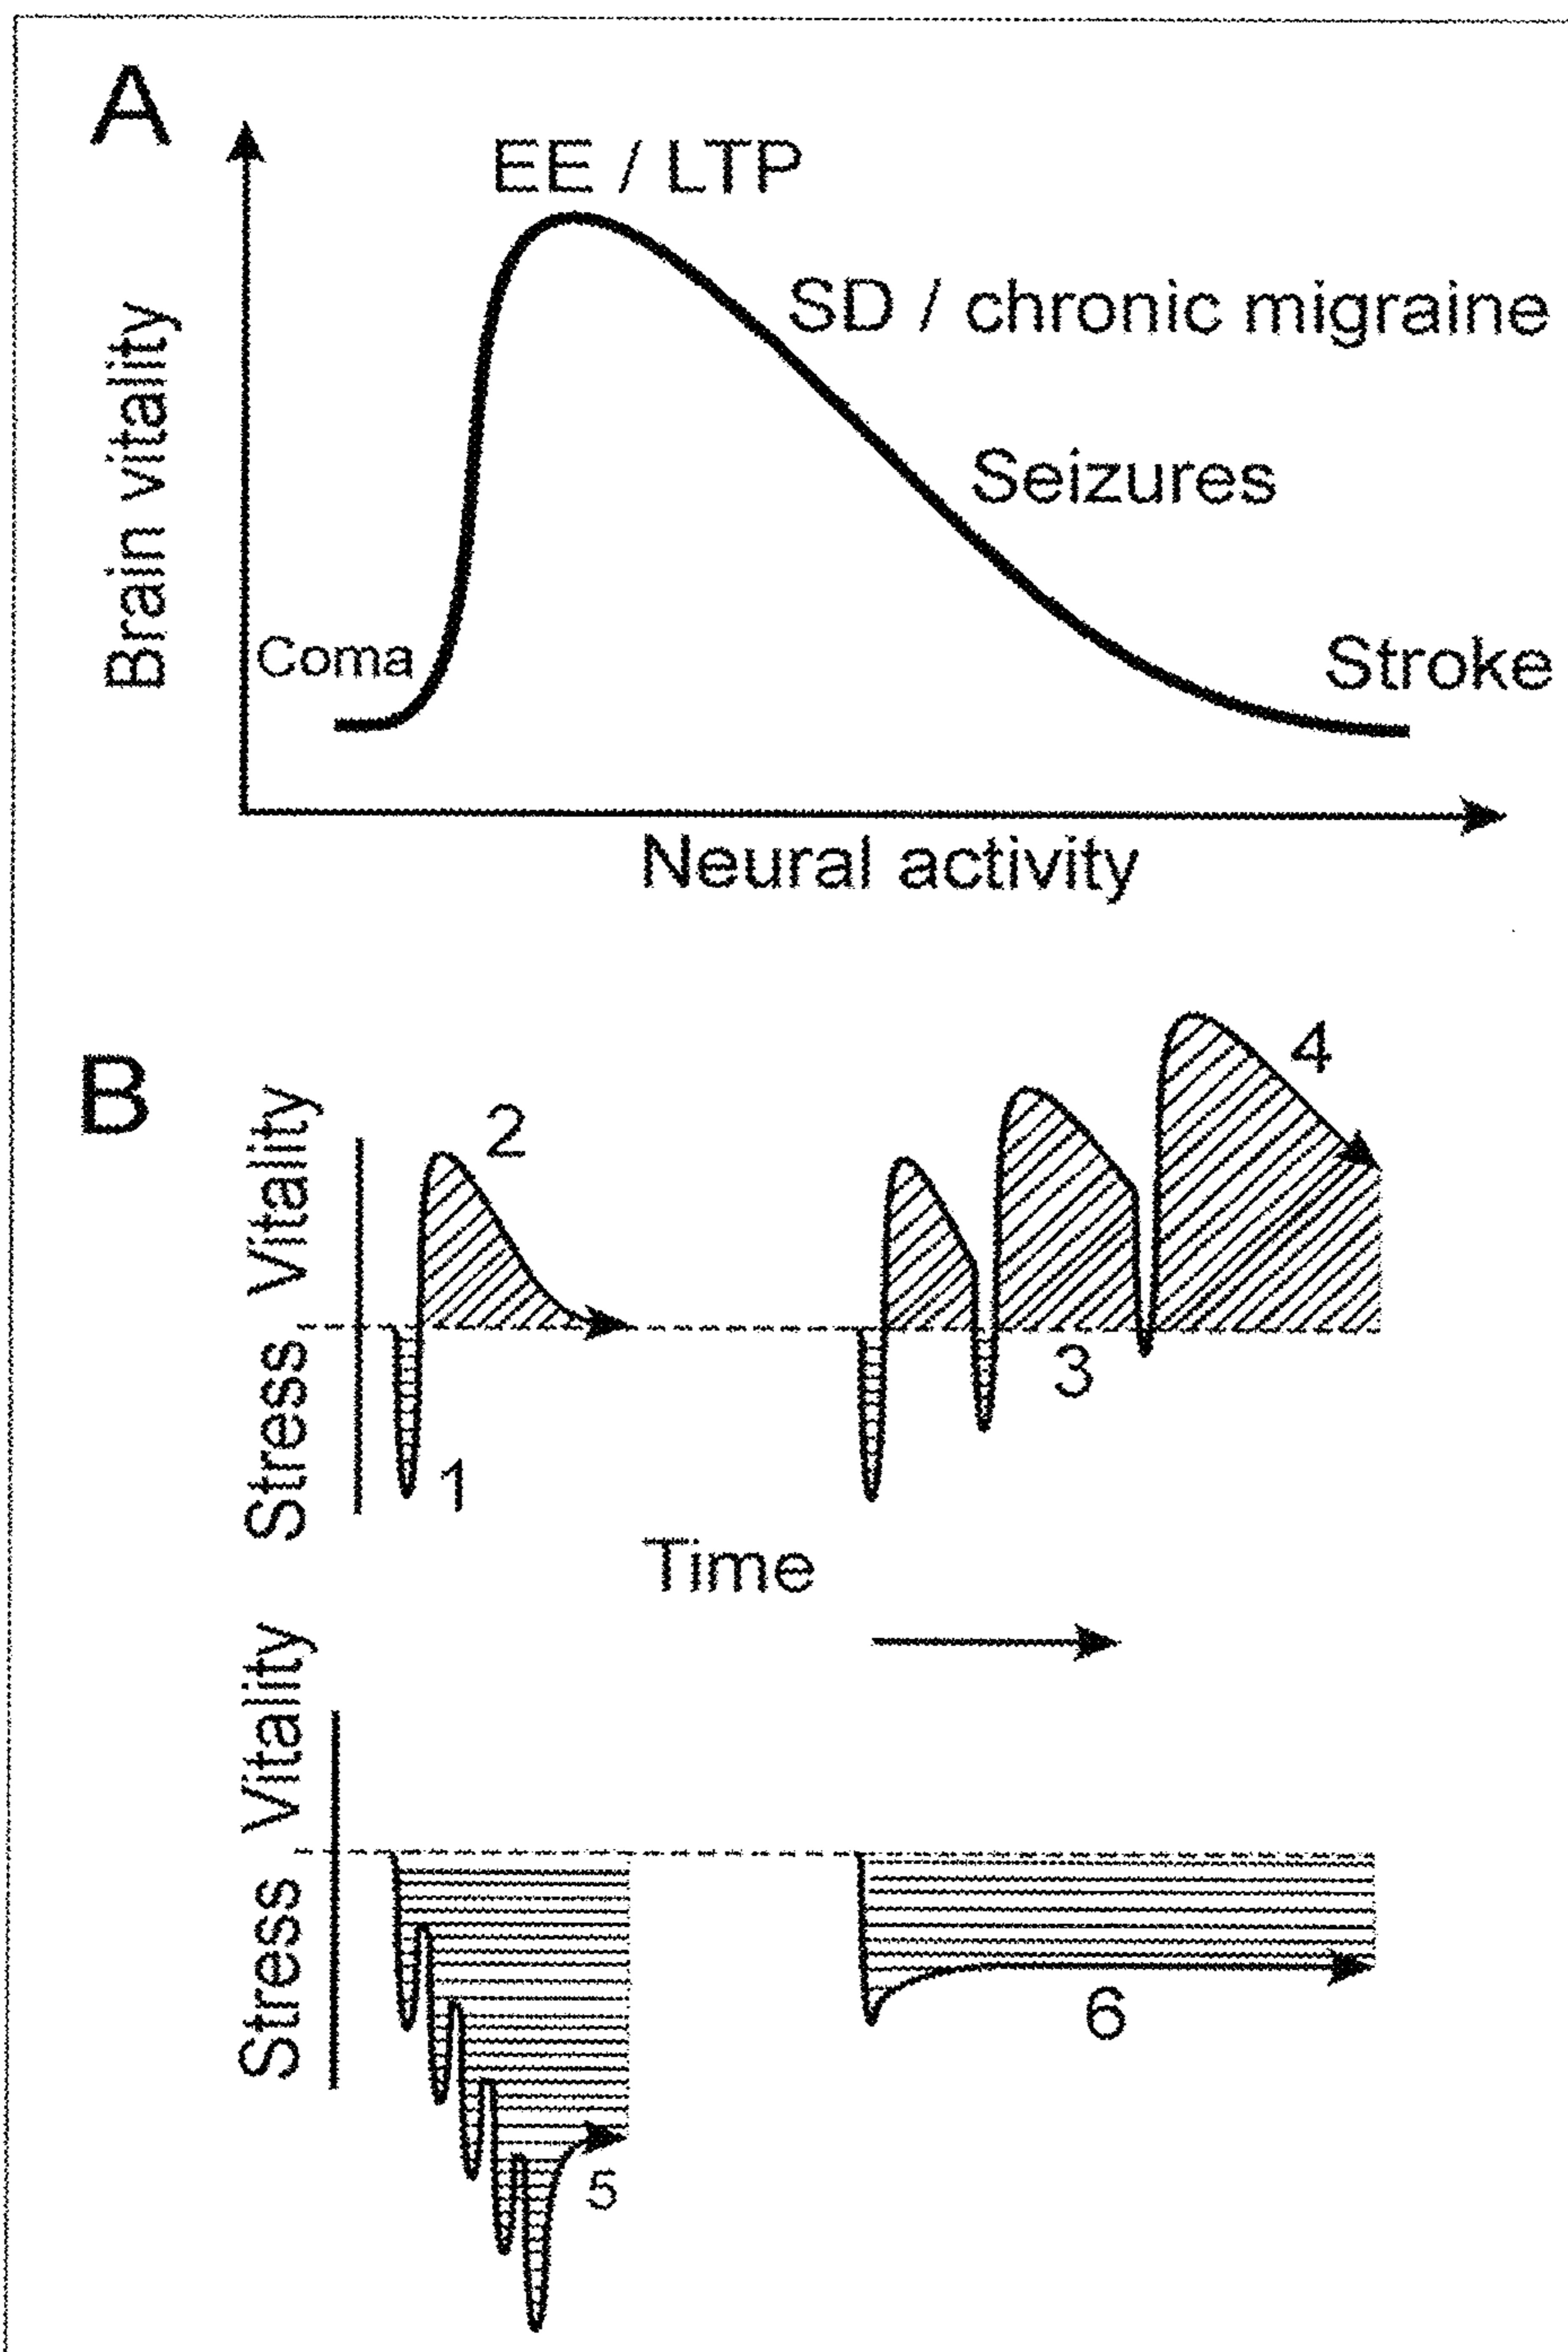 A
EE / LTP
SD / chronic migraine
Seizures
Coma
Stroke
Brain vitality
Neural activity
B
Stress Vitality
1
2
3
4
Time
Stress Vitality
5
6